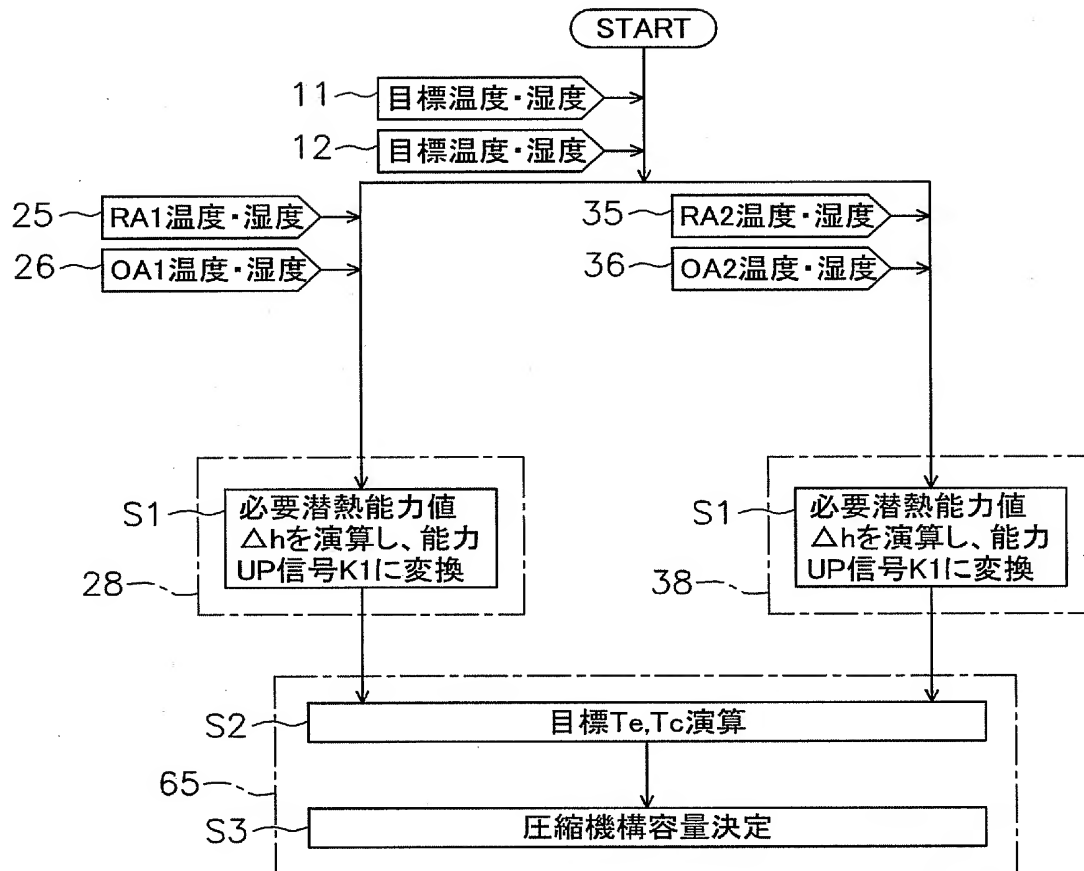 START
11 目標温度・湿度
12 目標温度・湿度
25 RA1温度・湿度
35 RA2温度・湿度
26 OA1温度・湿度
36 OA2温度・湿度
S1
必要潜熱能力値
△hを演算し、能力
UP信号K1に変換
28
S1
必要潜熱能力値
△hを演算し、能力
UP信号K1に変換
38
S2 目標Te,Tc演算
65
S3 圧縮機構容量決定